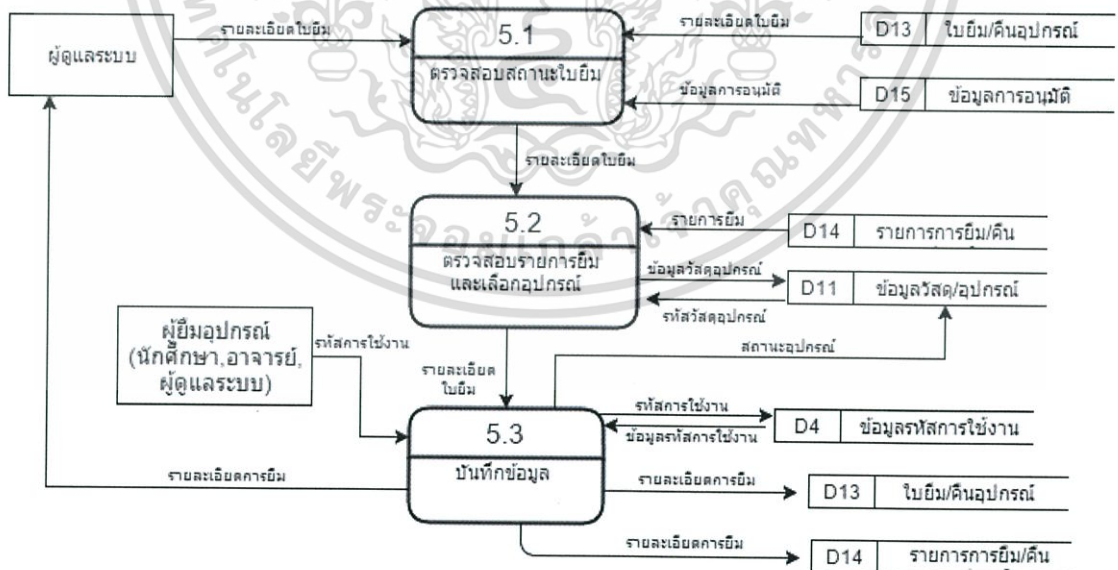 ผู้ดูแลระบบ
รายละเอียดใบยืม
5.1
ตรวจสอบสถานะใบยืม
รายละเอียดใบยืม
D13 ใบยืม/คืนอุปกรณ์
ข้อมูลการอนุมัติ
D15 ข้อมูลการอนุมัติ
รายละเอียดใบยืม
5.2
ตรวจสอบรายการยืม
และเลือกอุปกรณ์
รายการยืม
D14 รายการการยืม/คืน
ข้อมูลวัสดุอุปกรณ์
D11 ข้อมูลวัสดุ/อุปกรณ์
รหัสวัสดุอุปกรณ์
ผู้ยืมอุปกรณ์
(นักศึกษา,อาจารย์,
ผู้ดูแลระบบ)
รหัสการใช้งาน
รายละเอียด
ใบยืม
สถานะอุปกรณ์
5.3
บันทึกข้อมูล
รหัสการใช้งาน
ข้อมูลรหัสการใช้งาน
D4 ข้อมูลรหัสการใช้งาน
รายละเอียดการยืม
รายละเอียดการยืม
D13 ใบยืม/คืนอุปกรณ์
รายละเอียดการยืม
D14 รายการการยืม/คืน